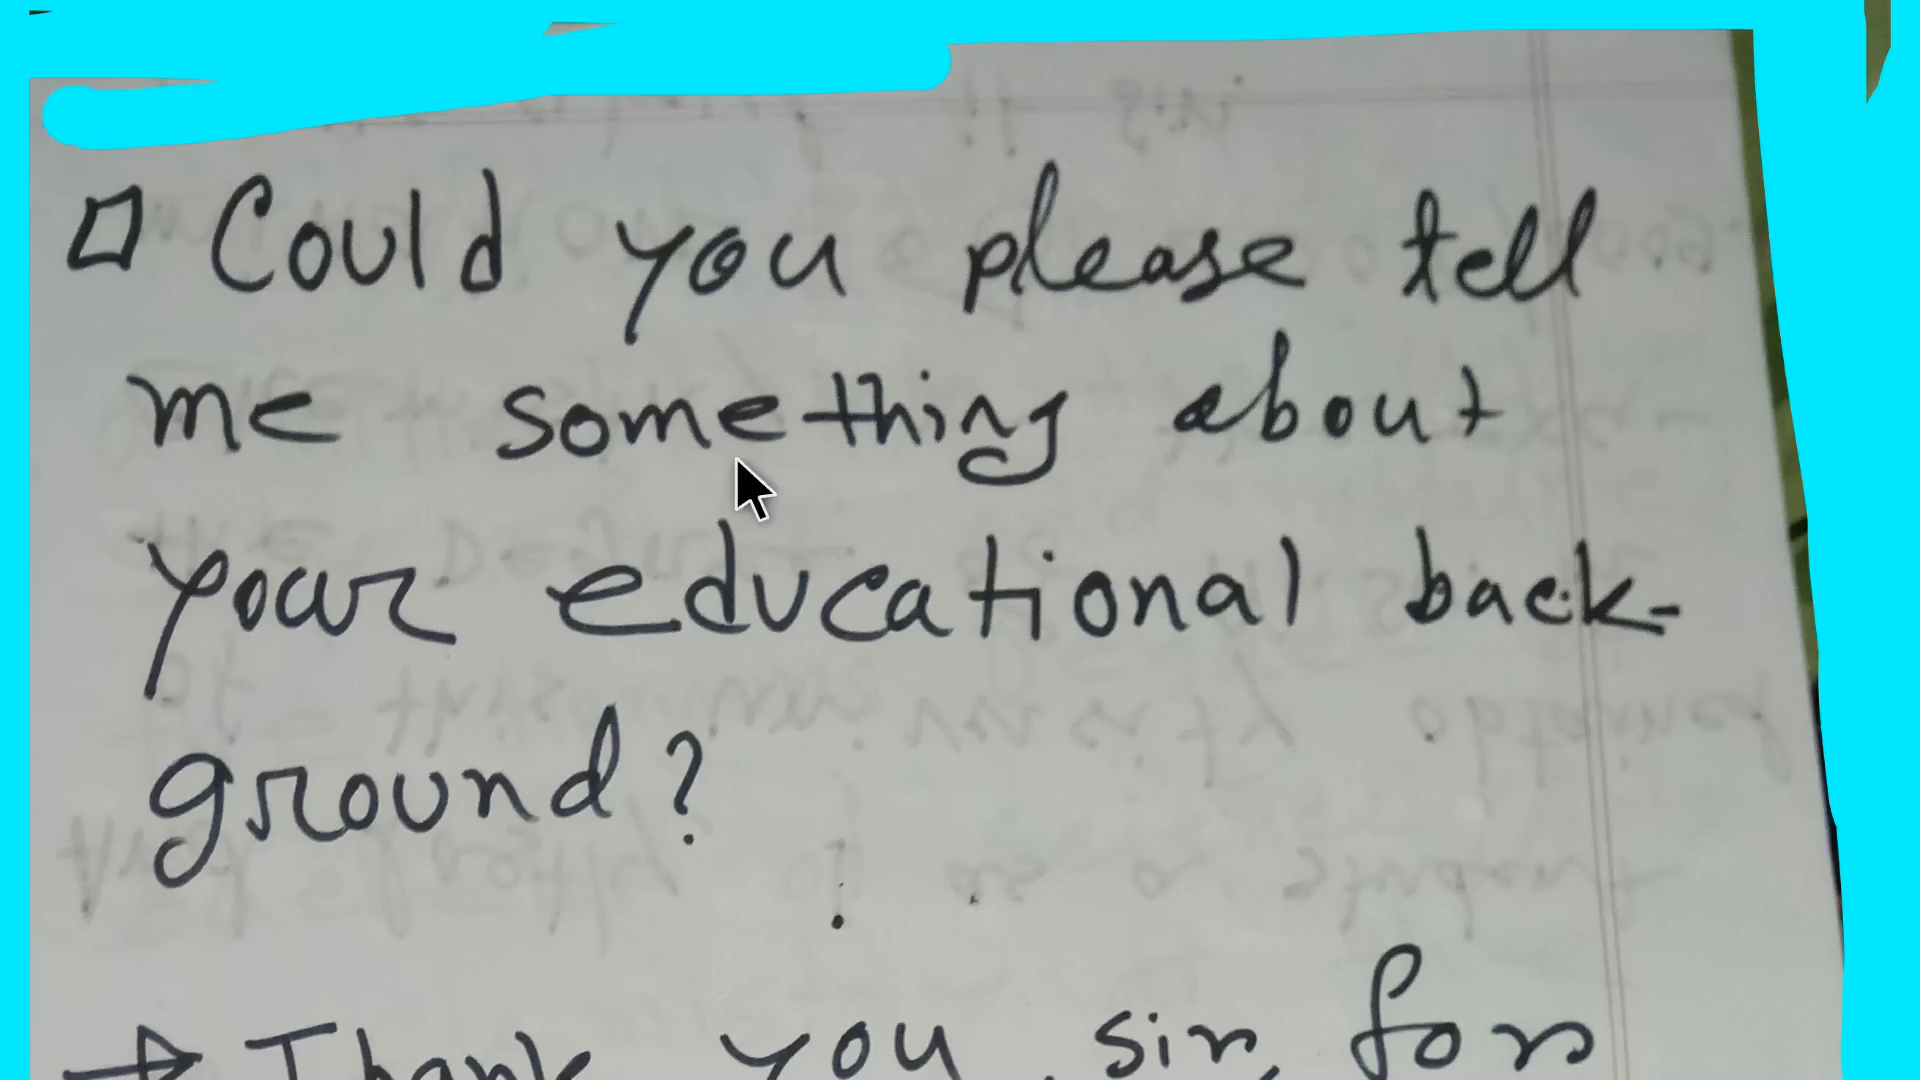 Could you please tell
me something about
your educational back-
ground?
→ Thank you, sir, for